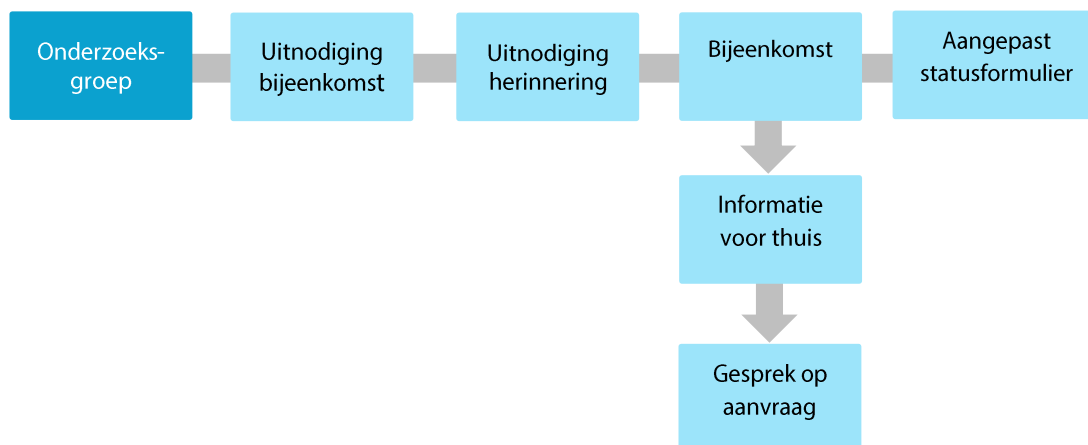 Onderzoeks-
groep
Uitnodiging
bijeenkomst
Uitnodiging
herinnering
Bijeenkomst
Aangepast
statusformulier
Informatie
voor thuis
Gesprek op
aanvraag